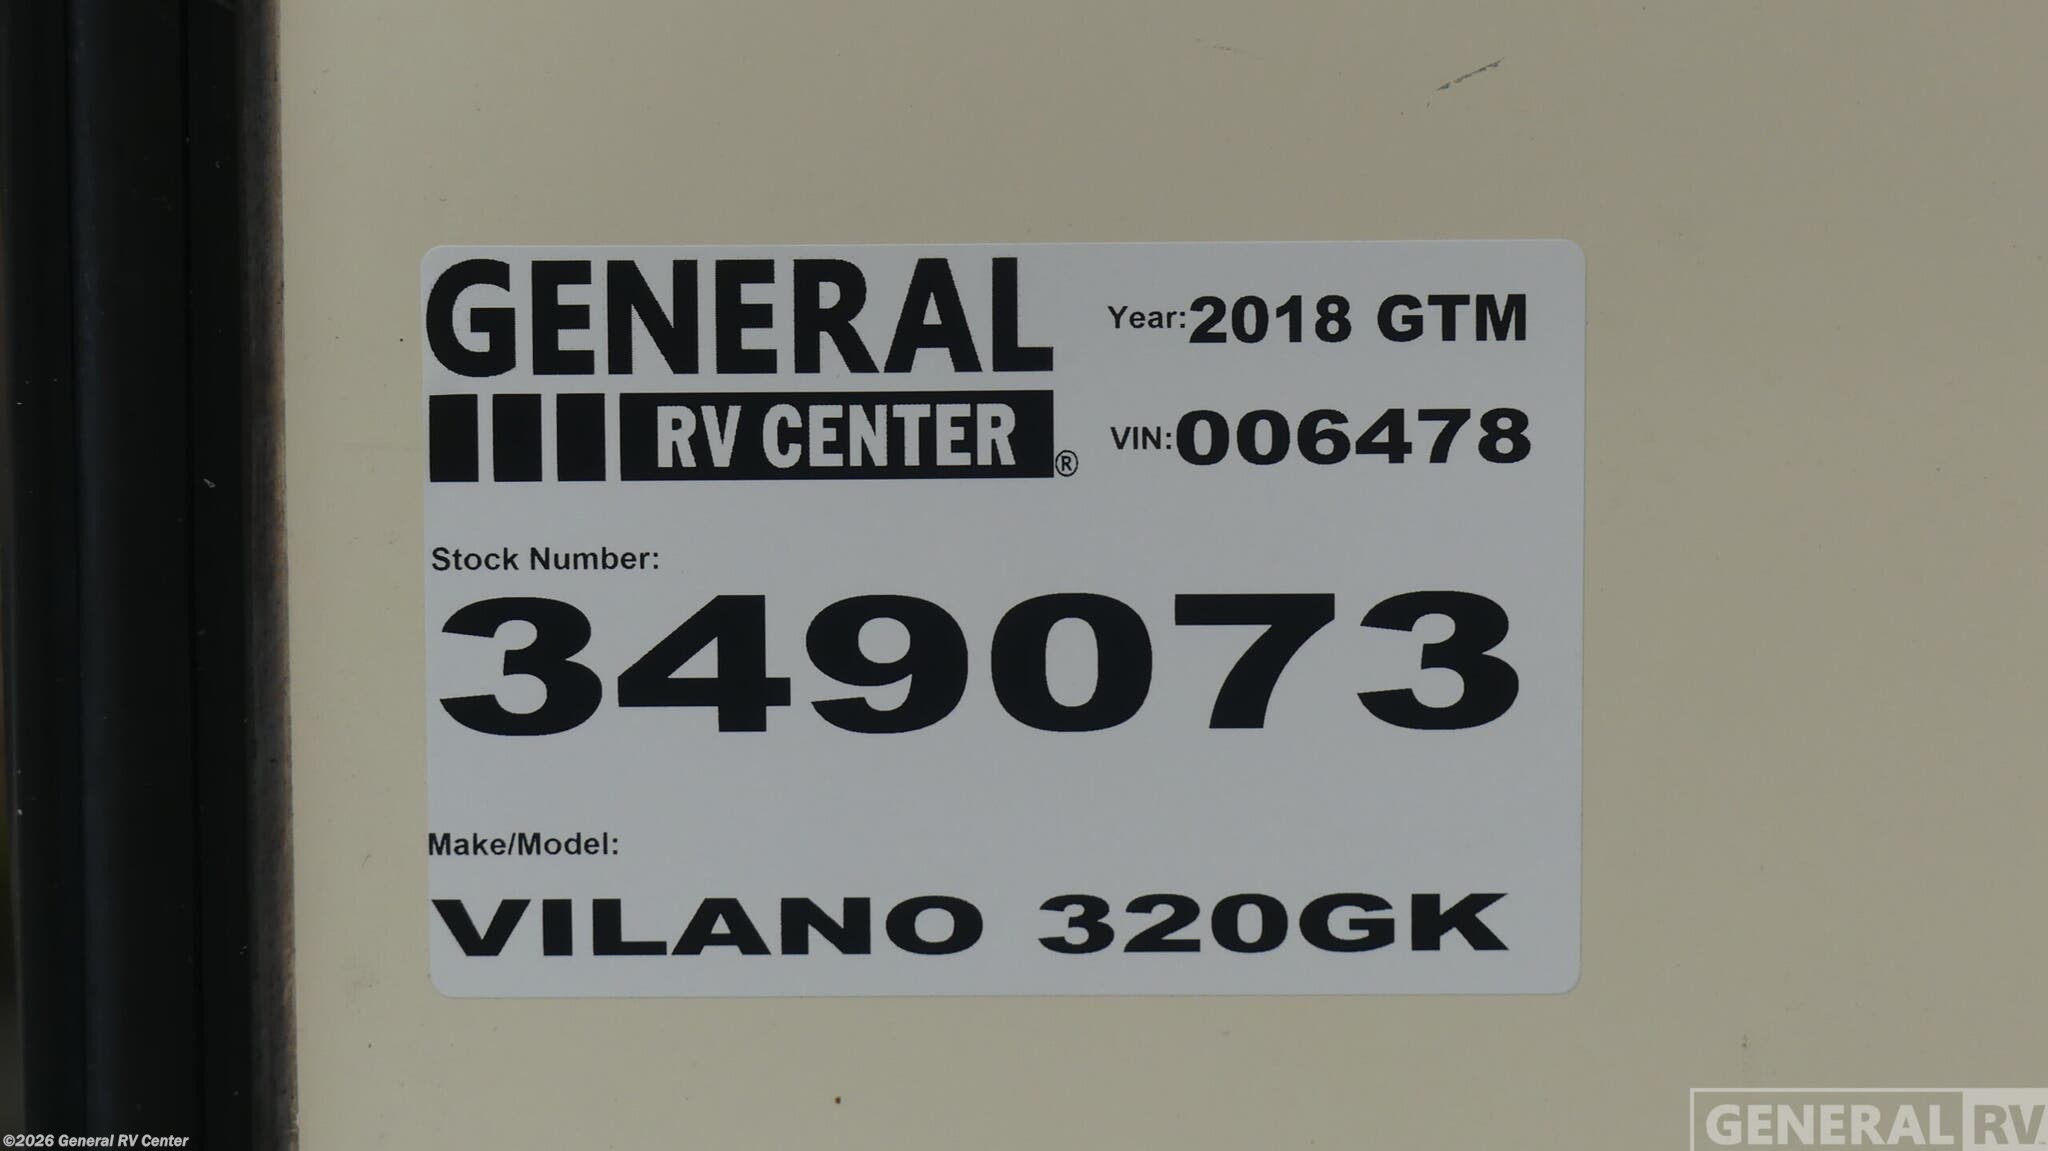 GENERAL
RV CENTER®
Year: 2018 GTM
VIN: 006478
Stock Number:
349073
Make/Model:
VILANO 320GK
©2026 General RV Center
GENERAL RV